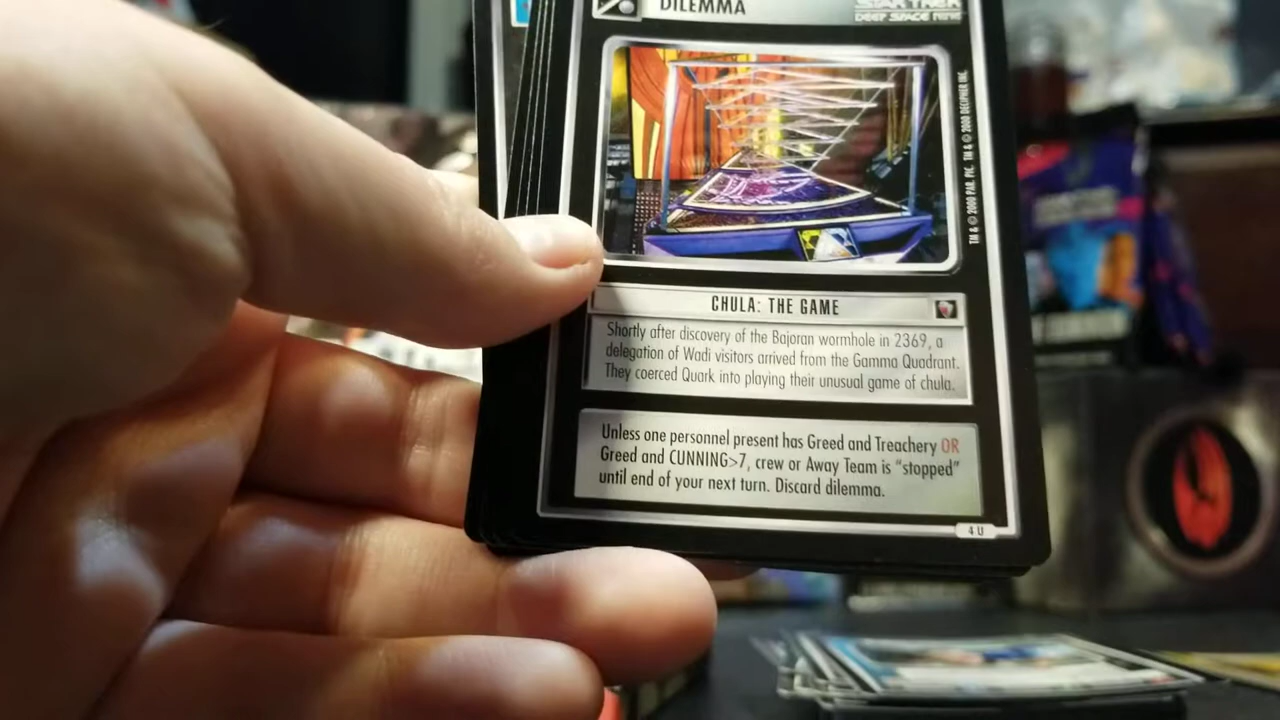 DILEMMA
STAR TREK
DEEP SPACE NINE
TM & © 2000 PAR. PIC. TM & © 2000 DECIPHER INC.
CHULA: THE GAME
Shortly after discovery of the Bajoran wormhole in 2369, a
delegation of Wadi visitors arrived from the Gamma Quadrant.
They coerced Quark into playing their unusual game of chula.
Unless one personnel present has Greed and Treachery OR
Greed and CUNNING>7, crew or Away Team is "stopped"
until end of your next turn. Discard dilemma.
4 U